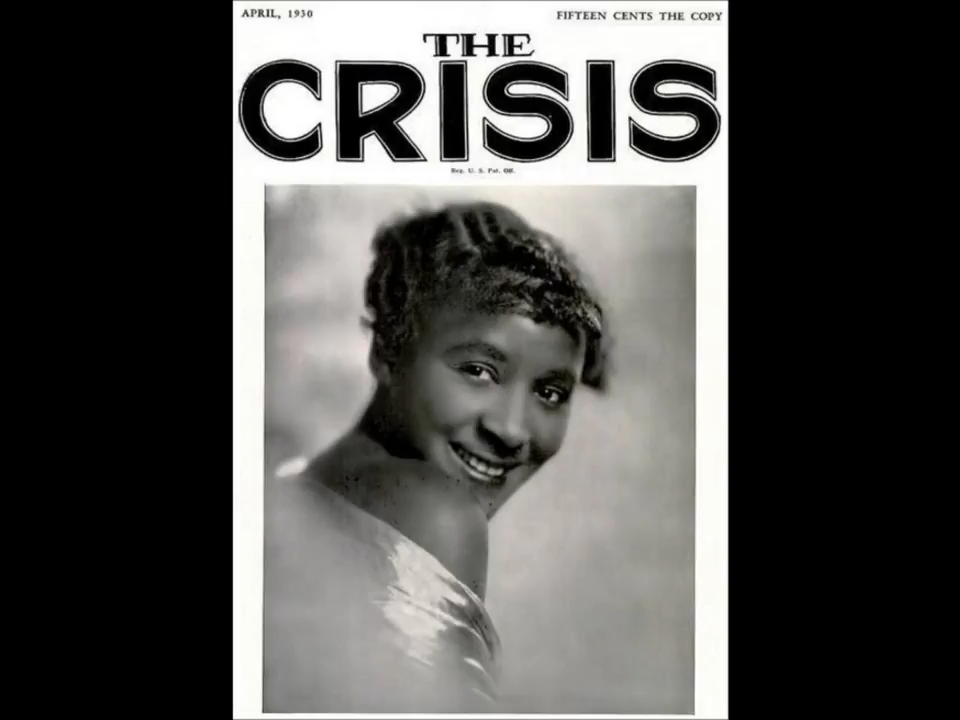 APRIL, 1930
FIFTEEN CENTS THE COPY
THE
CRISIS
Reg. U. S. Pat. Off.